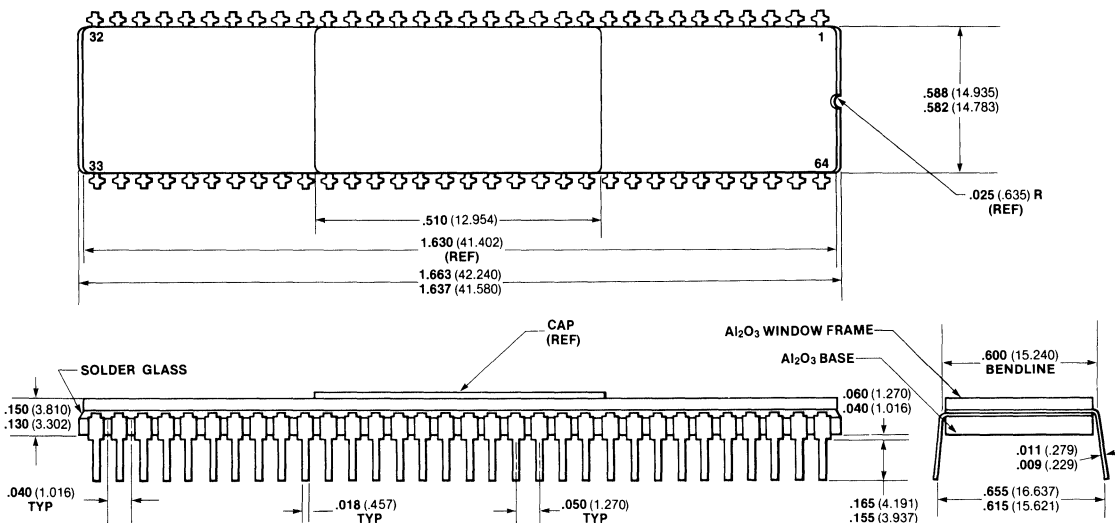 32
1
33
64
.588 (14.935)
.582 (14.783)
.025 (.635) R
(REF)
.510 (12.954)
1.630 (41.402)
(REF)
1.663 (42.240)
1.637 (41.580)
CAP
(REF)
SOLDER GLASS
Al₂O₃ WINDOW FRAME
Al₂O₃ BASE
.600 (15.240)
BENDLINE
.150 (3.810)
.130 (3.302)
.060 (1.270)
.040 (1.016)
.011 (.279)
.009 (.229)
.040 (1.016)
TYP
.018 (.457)
TYP
.050 (1.270)
TYP
.165 (4.191)
.155 (3.937)
.655 (16.637)
.615 (15.621)